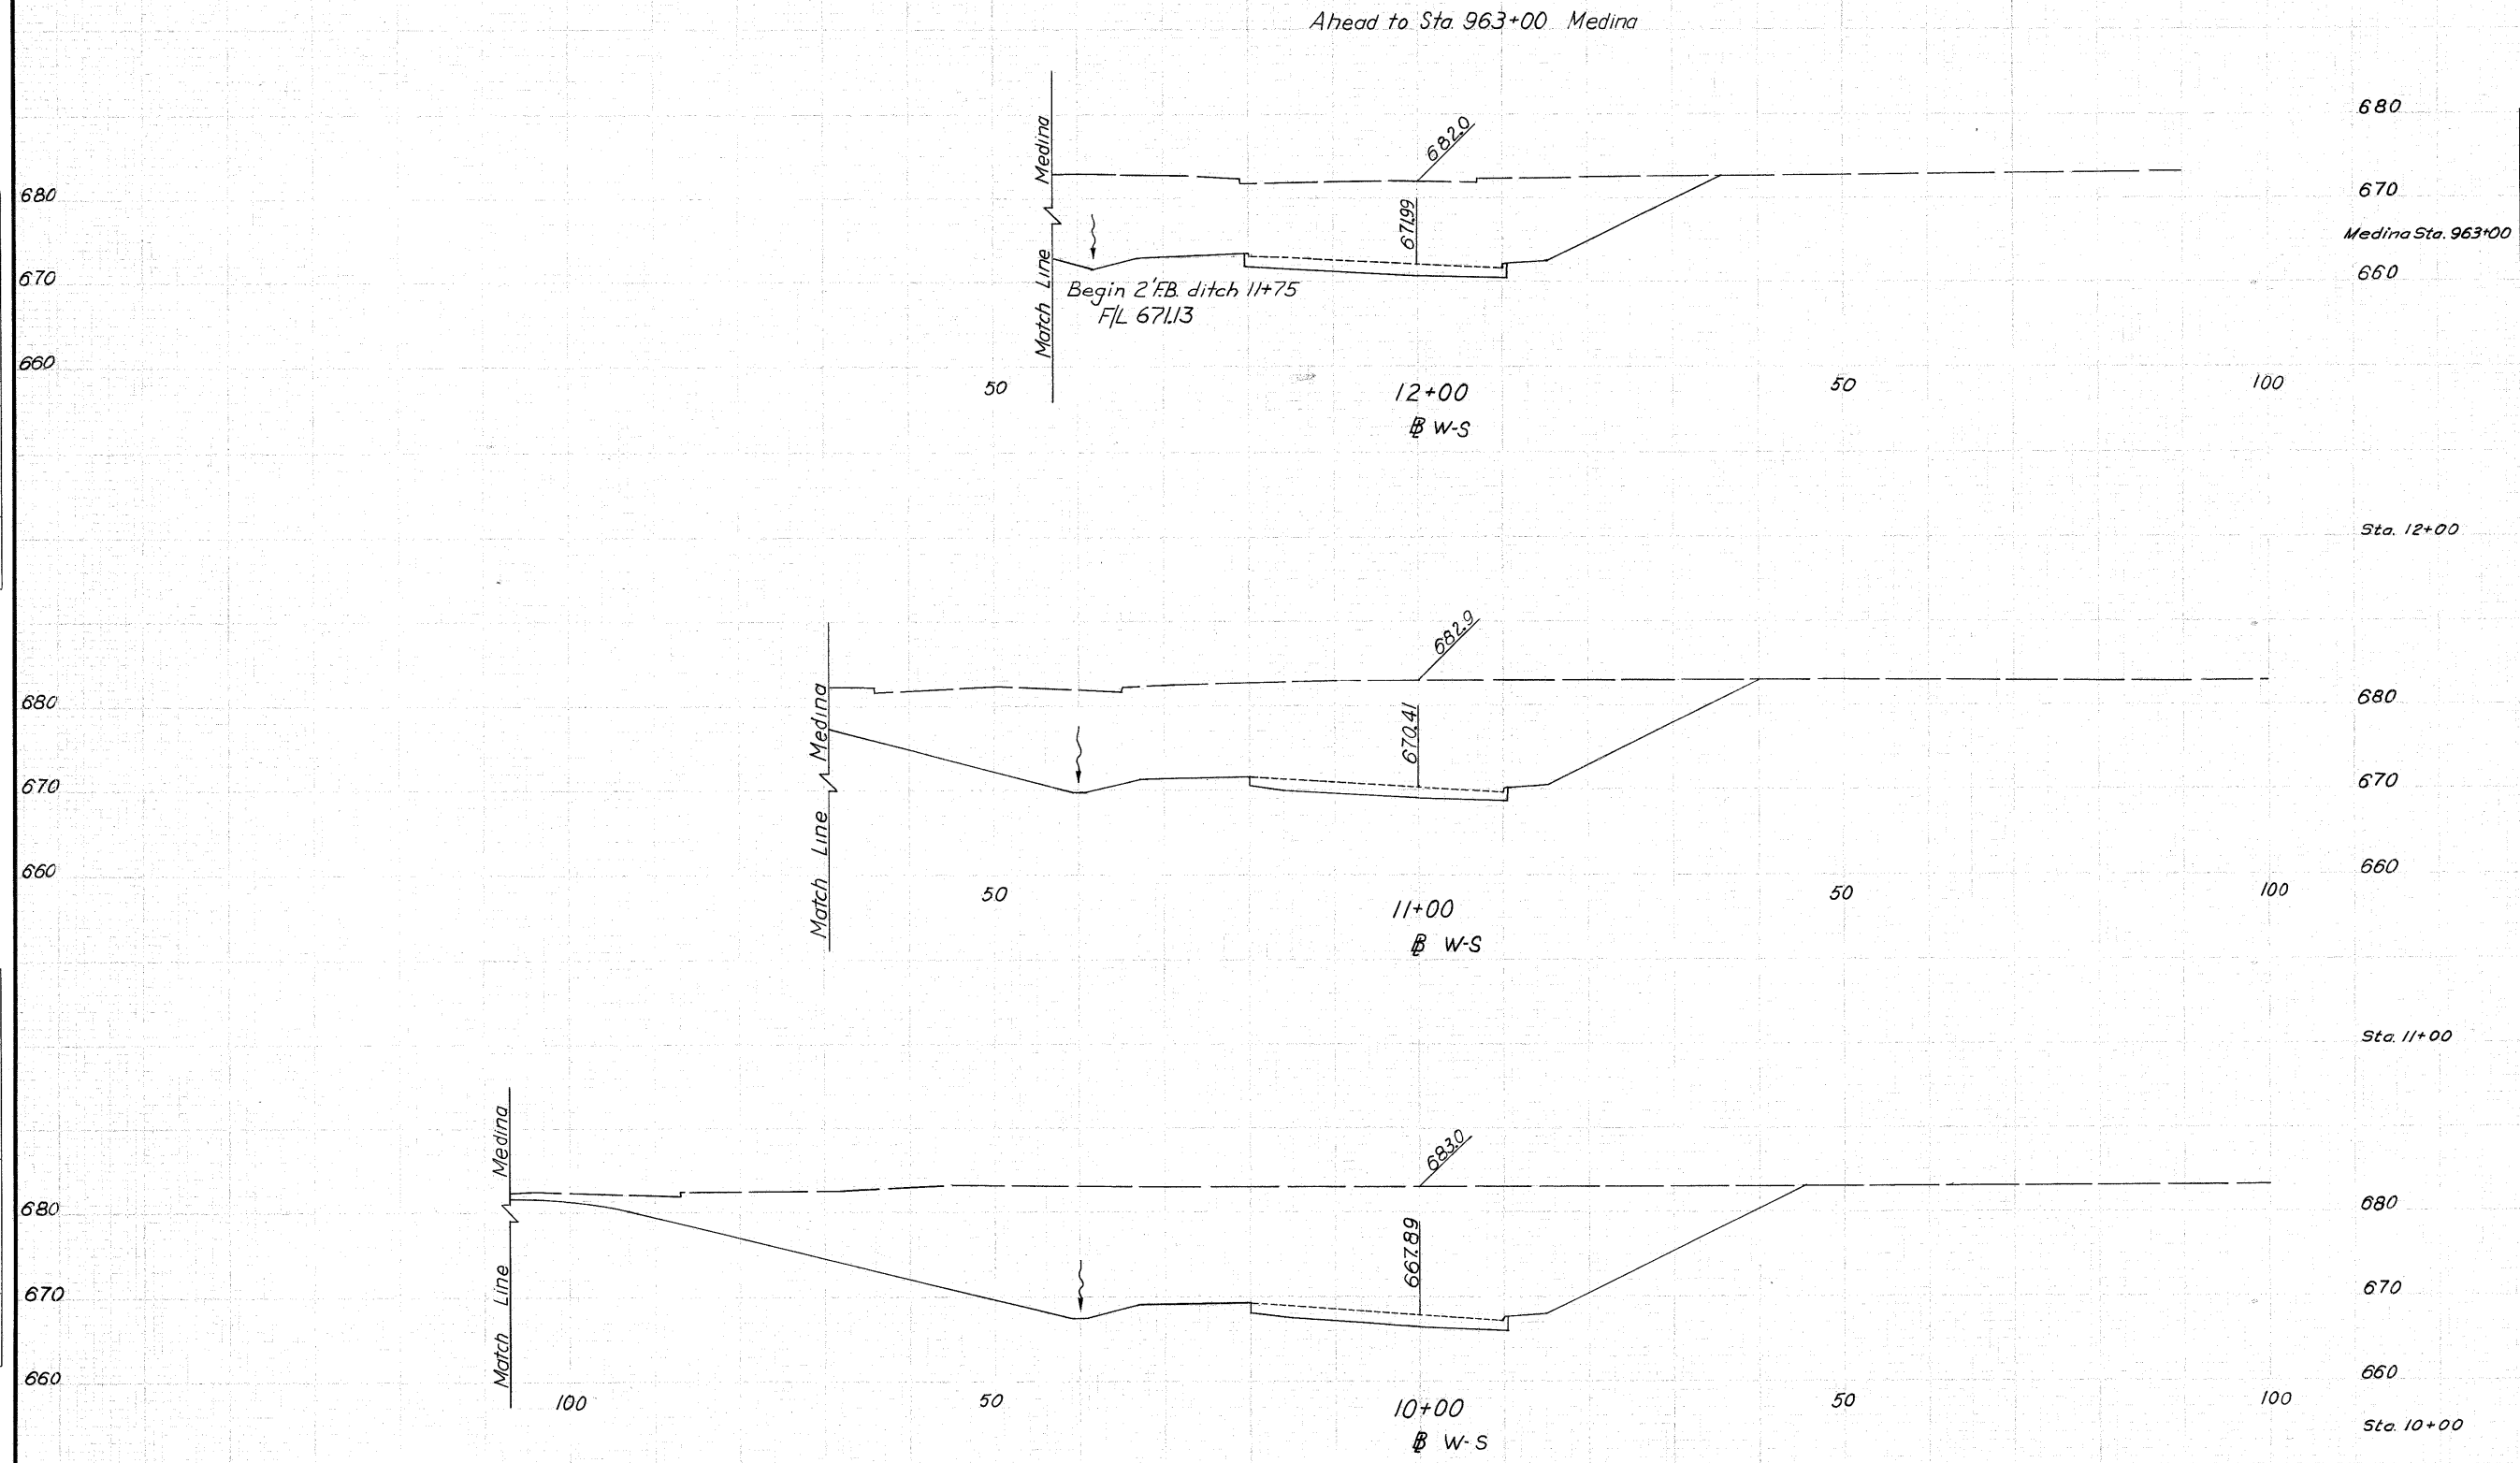 Ahead to Sta. 963+00 Medina
680
Medina
682.0
680
670
671.99
Medina Sta. 963+00
670
660
Match Line
Begin 2' F.B. ditch 11+75
F/L 671.13
660
50
12+00
50
100
℄ W-S
Sta. 12+00
682.9
680
Medina
680
670.41
670
670
Match Line
660
660
50
11+00
50
100
W-S
Sta. 11+00
Medina
683.0
680
680
667.89
670
670
Match Line
660
660
100
50
10+00
50
100
W-S
Sta. 10+00